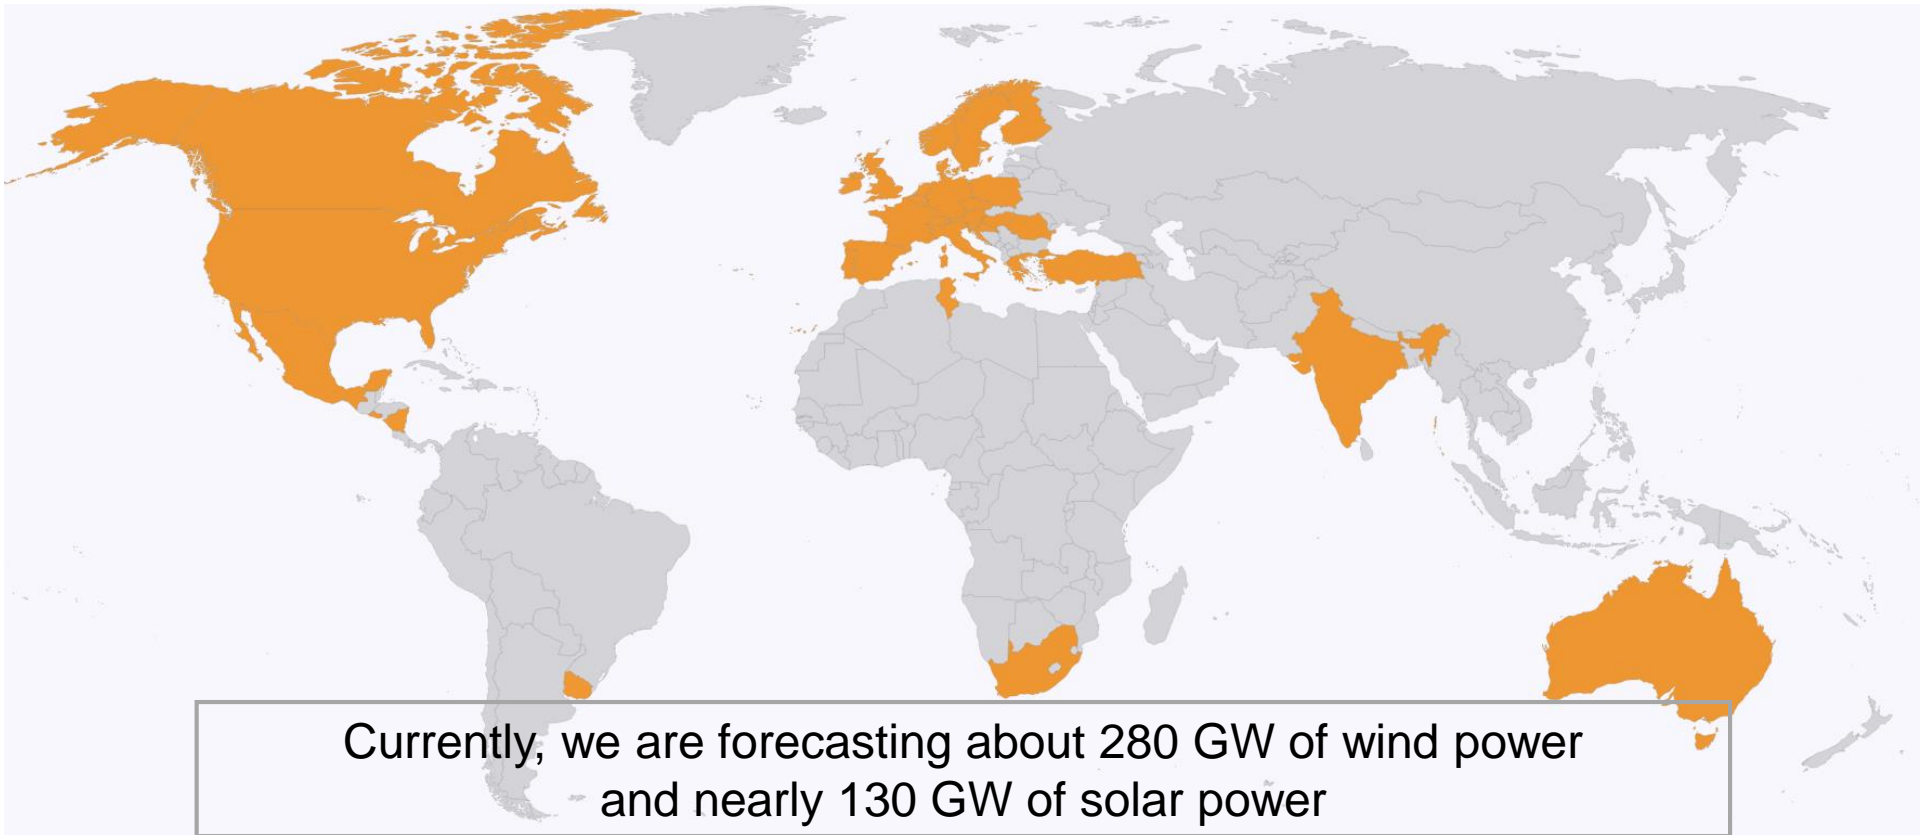 Currently, we are forecasting about 280 GW of wind power
and nearly 130 GW of solar power